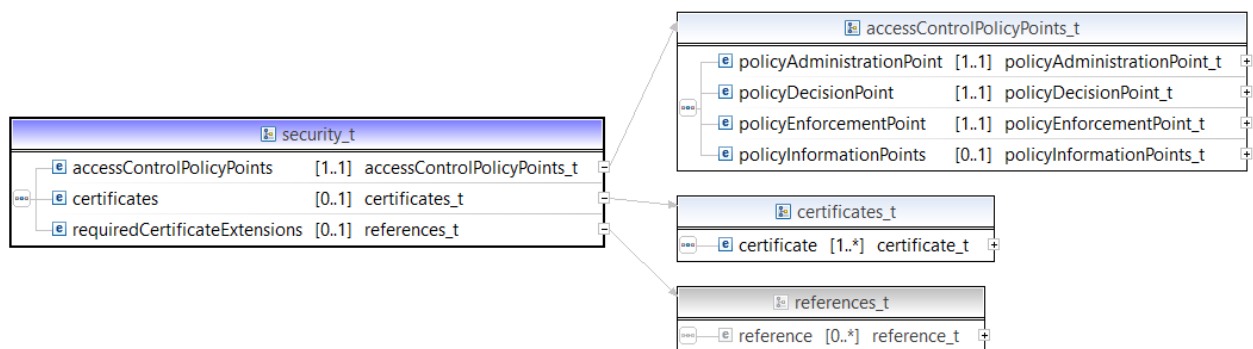 accessControlPolicyPoints_t
e policyAdministrationPoint [1..1] policyAdministrationPoint_t
e policyDecisionPoint [1..1] policyDecisionPoint_t
e policyEnforcementPoint [1..1] policyEnforcementPoint_t
e policyInformationPoints [0..1] policyInformationPoints_t
security_t
e accessControlPolicyPoints [1..1] accessControlPolicyPoints_t
e certificates [0..1] certificates_t
e requiredCertificateExtensions [0..1] references_t
certificates_t
e certificate [1..*] certificate_t
references_t
e reference [0..*] reference_t